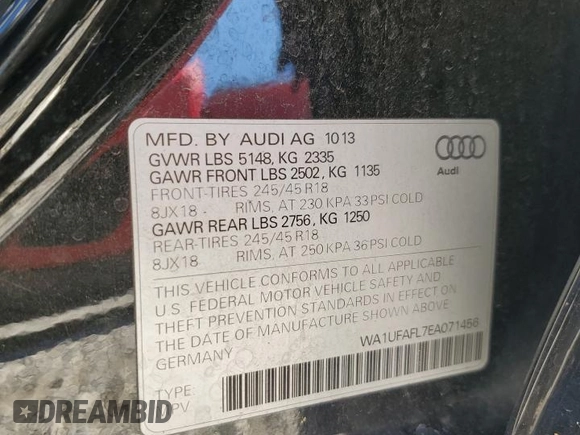 MFD. BY AUDI AG 10 13
GVWR LBS 5148, KG 2335
GAWR FRONT LBS 2502, KG 1135
FRONT-TIRES 245/45 R18
8JX18 RIMS, AT 230 KPA 33 PSI COLD
GAWR REAR LBS 2756, KG 1250
REAR-TIRES 245/45 R18
8JX18 RIMS, AT 250 KPA 36 PSI COLD
Audi
THIS VEHICLE CONFORMS TO ALL APPLICABLE
U.S. FEDERAL MOTOR VEHICLE SAFETY AND
THEFT PREVENTION STANDARDS IN EFFECT ON
THE DATE OF MANUFACTURE SHOWN ABOVE.
GERMANY
WA1UFAFL7EA071456
TYPE:
MPV
DREAMBID